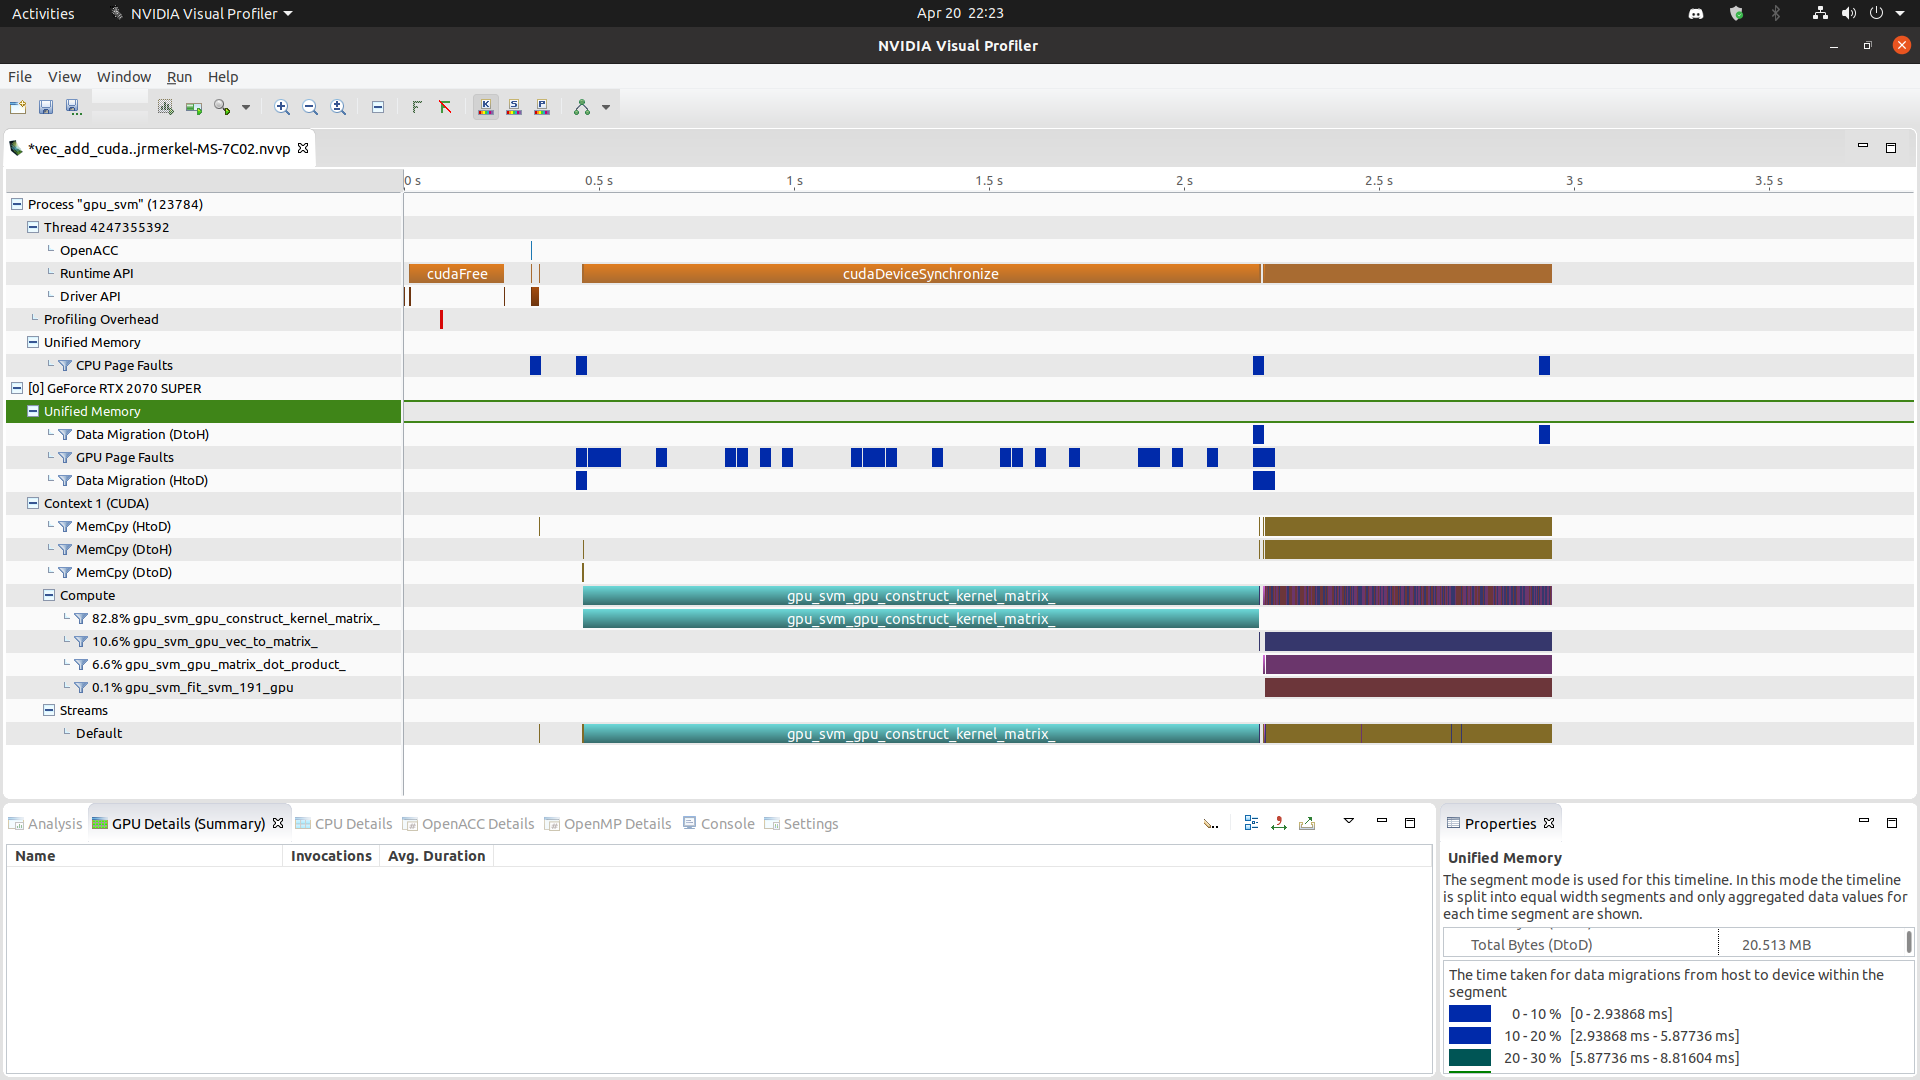 Activities NVIDIA Visual Profiler Apr 20 22:23
NVIDIA Visual Profiler
File View Window Run Help
K S P
*vec_add_cuda..jrmerkel-MS-7C02.nvvp
0 s 0.5 s 1 s 1.5 s 2 s 2.5 s 3 s 3.5 s
Process "gpu_svm" (123784)
Thread 4247355392
OpenACC
Runtime API cudaFree cudaDeviceSynchronize
Driver API
Profiling Overhead
Unified Memory
CPU Page Faults
[0] GeForce RTX 2070 SUPER
Unified Memory
Data Migration (DtoH)
GPU Page Faults
Data Migration (HtoD)
Context 1 (CUDA)
MemCpy (HtoD)
MemCpy (DtoH)
MemCpy (DtoD)
Compute gpu_svm_gpu_construct_kernel_matrix_
82.8% gpu_svm_gpu_construct_kernel_matrix_ gpu_svm_gpu_construct_kernel_matrix_
10.6% gpu_svm_gpu_vec_to_matrix_
6.6% gpu_svm_gpu_matrix_dot_product_
0.1% gpu_svm_fit_svm_191_gpu
Streams
Default gpu_svm_gpu_construct_kernel_matrix_
Analysis GPU Details (Summary) CPU Details OpenACC Details OpenMP Details Console Settings
Name Invocations Avg. Duration
Properties
Unified Memory
The segment mode is used for this timeline. In this mode the timeline
is split into equal width segments and only aggregated data values for
each time segment are shown.
Total Bytes (DtoD) 20.513 MB
The time taken for data migrations from host to device within the
segment
0 - 10 % [0 - 2.93868 ms]
10 - 20 % [2.93868 ms - 5.87736 ms]
20 - 30 % [5.87736 ms - 8.81604 ms]